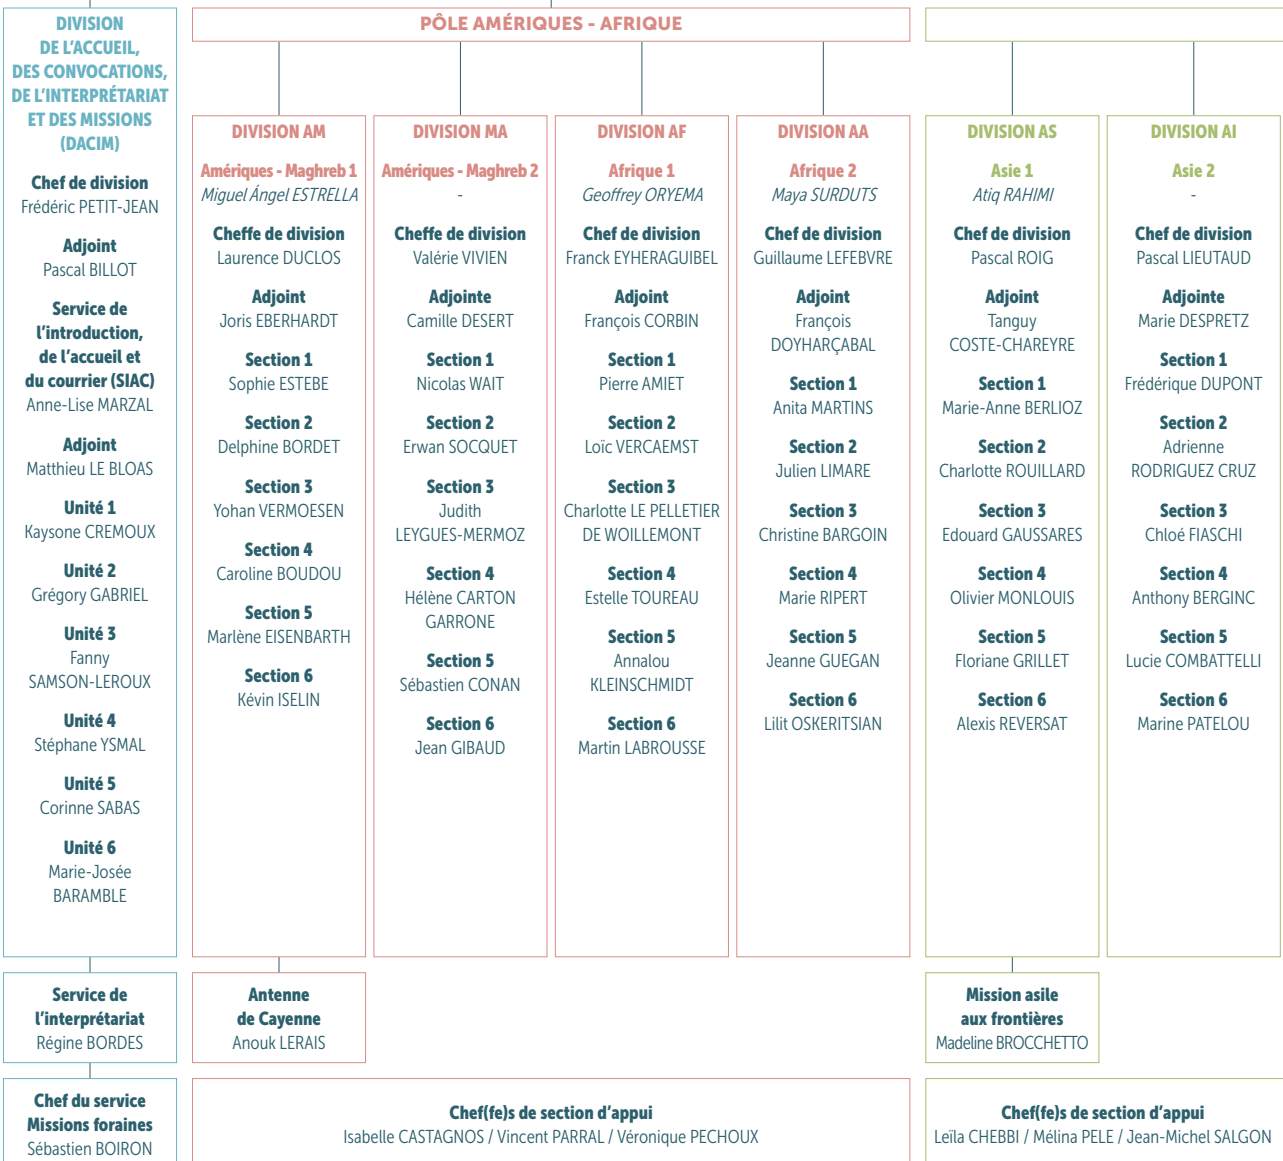 DIVISION
DE L’ACCUEIL,
DES CONVOCATIONS,
DE L’INTERPRÉTARIAT
ET DES MISSIONS
(DACIM)
Chef de division
Frédéric PETIT-JEAN
Adjoint
Pascal BILLOT
Service de
l’introduction,
de l’accueil et
du courrier (SIAC)
Anne-Lise MARZAL
Adjoint
Matthieu LE BLOAS
Unité 1
Kaysone CREMOUX
Unité 2
Grégory GABRIEL
Unité 3
Fanny
SAMSON-LEROUX
Unité 4
Stéphane YSMAL
Unité 5
Corinne SABAS
Unité 6
Marie-Josée
BARAMBLE
Service de
l’interprétariat
Régine BORDES
Chef du service
Missions foraines
Sébastien BOIRON
PÔLE AMÉRIQUES - AFRIQUE
DIVISION AM
Amériques - Maghreb 1
Miguel Ángel ESTRELLA
Cheffe de division
Laurence DUCLOS
Adjoint
Joris EBERHARDT
Section 1
Sophie ESTEBE
Section 2
Delphine BORDET
Section 3
Yohan VERMOESEN
Section 4
Caroline BOUDOU
Section 5
Marlène EISENBARTH
Section 6
Kévin ISELIN
Antenne
de Cayenne
Anouk LERAIS
DIVISION MA
Amériques - Maghreb 2
-
Cheffe de division
Valérie VIVIEN
Adjointe
Camille DESERT
Section 1
Nicolas WAIT
Section 2
Erwan SOCQUET
Section 3
Judith
LEYGUES-MERMOZ
Section 4
Hélène CARTON
GARRONE
Section 5
Sébastien CONAN
Section 6
Jean GIBAUD
DIVISION AF
Afrique 1
Geoffrey ORYEMA
Chef de division
Franck EYHERAGUIBEL
Adjoint
François CORBIN
Section 1
Pierre AMIET
Section 2
Loïc VERCAEMST
Section 3
Charlotte LE PELLETIER
DE WOILLEMONT
Section 4
Estelle TOUREAU
Section 5
Annalou
KLEINSCHMIDT
Section 6
Martin LABROUSSE
DIVISION AA
Afrique 2
Maya SURDUTS
Chef de division
Guillaume LEFEBVRE
Adjoint
François
DOYHARÇABAL
Section 1
Anita MARTINS
Section 2
Julien LIMARE
Section 3
Christine BARGOIN
Section 4
Marie RIPERT
Section 5
Jeanne GUEGAN
Section 6
Lilit OSKERITSIAN
Chef(fe)s de section d’appui
Isabelle CASTAGNOS / Vincent PARRAL / Véronique PECHOUX
DIVISION AS
Asie 1
Atiq RAHIMI
Chef de division
Pascal ROIG
Adjoint
Tanguy
COSTE-CHAREYRE
Section 1
Marie-Anne BERLIOZ
Section 2
Charlotte ROUILLARD
Section 3
Edouard GAUSSARES
Section 4
Olivier MONLOUIS
Section 5
Floriane GRILLET
Section 6
Alexis REVERSAT
Mission asile
aux frontières
Madeline BROCCHETTO
DIVISION AI
Asie 2
-
Chef de division
Pascal LIEUTAUD
Adjointe
Marie DESPRETZ
Section 1
Frédérique DUPONT
Section 2
Adrienne
RODRIGUEZ CRUZ
Section 3
Chloé FIASCHI
Section 4
Anthony BERGINC
Section 5
Lucie COMBATTELLI
Section 6
Marine PATELOU
Chef(fe)s de section d’appui
Leïla CHEBBI / Mélina PELE / Jean-Michel SALGON